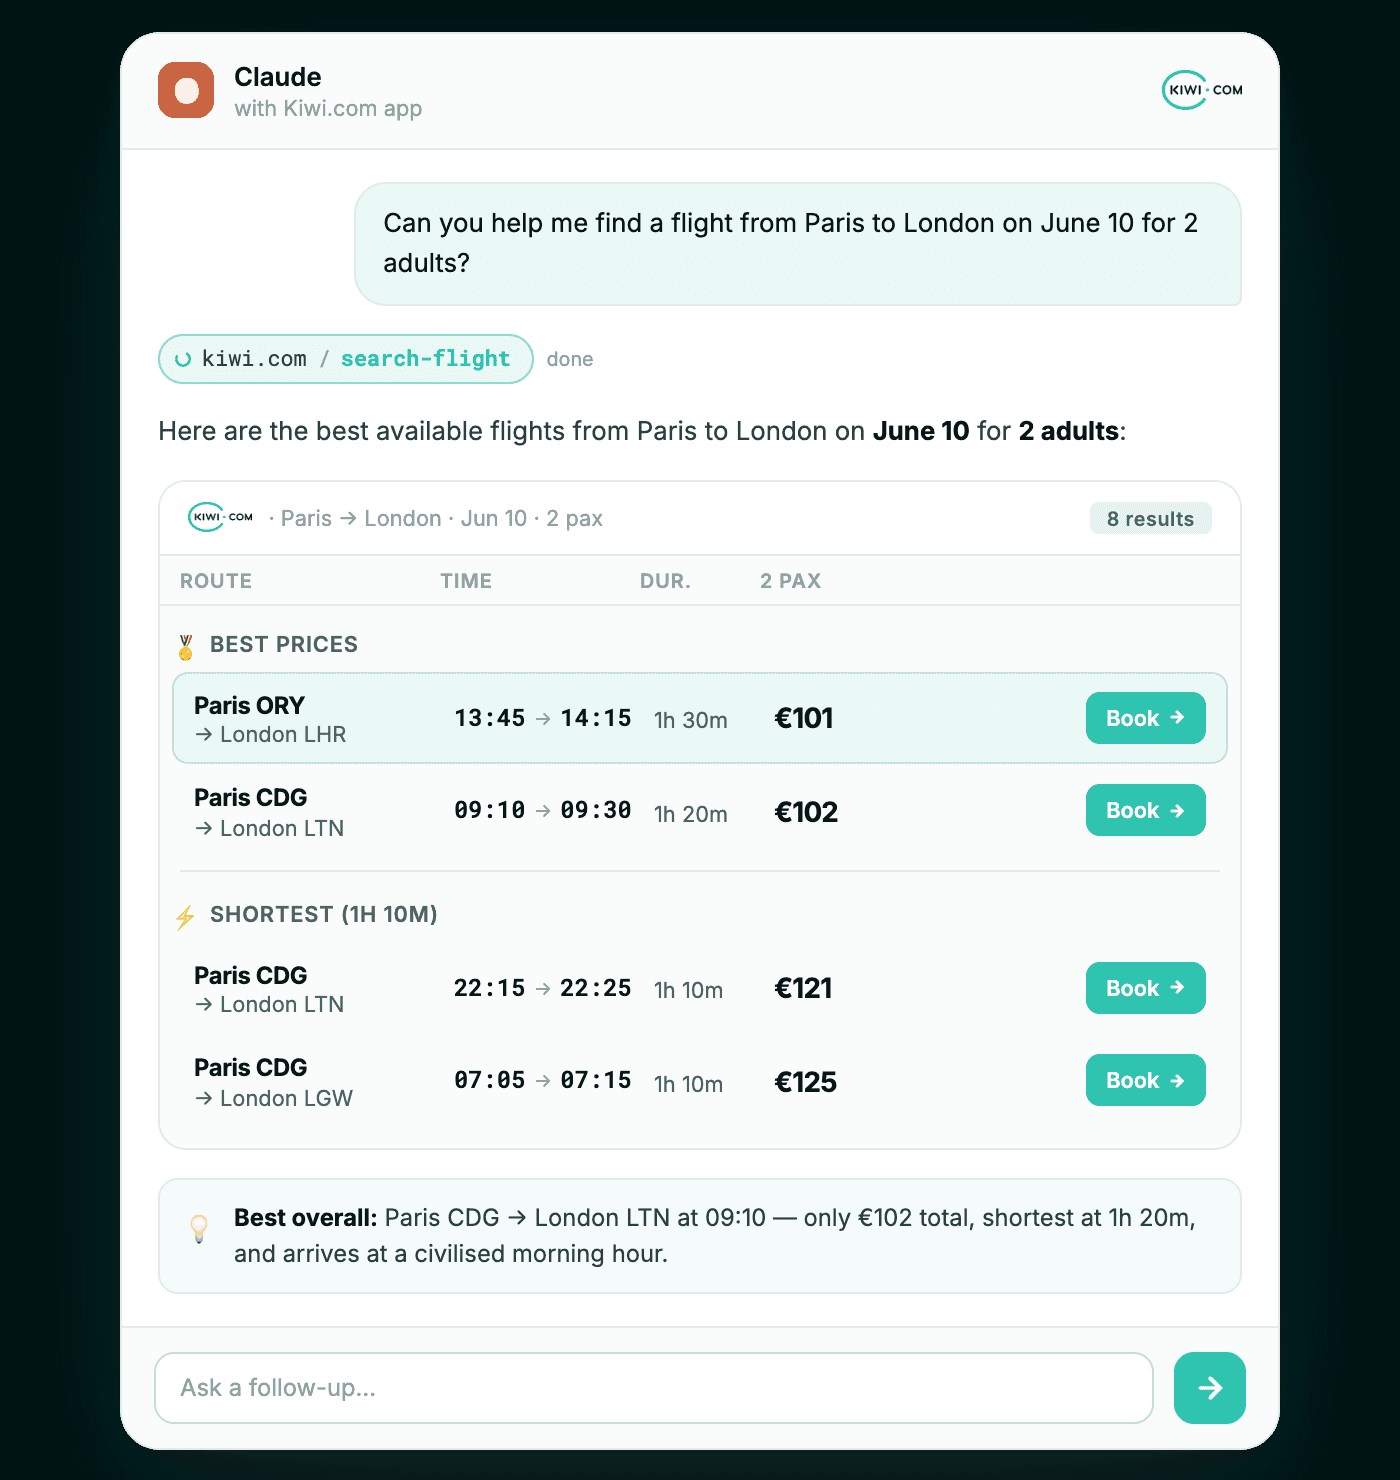 Claude
with Kiwi.com app
KIWI·COM
Can you help me find a flight from Paris to London on June 10 for 2
adults?
kiwi.com / search-flight done
Here are the best available flights from Paris to London on June 10 for 2 adults:
KIWI·COM · Paris → London · Jun 10 · 2 pax 8 results
ROUTE TIME DUR. 2 PAX
🏅 BEST PRICES
Paris ORY
→ London LHR
13:45 → 14:15 1h 30m €101 Book →
Paris CDG
→ London LTN
09:10 → 09:30 1h 20m €102 Book →
⚡ SHORTEST (1H 10M)
Paris CDG
→ London LTN
22:15 → 22:25 1h 10m €121 Book →
Paris CDG
→ London LGW
07:05 → 07:15 1h 10m €125 Book →
💡 Best overall: Paris CDG → London LTN at 09:10 — only €102 total, shortest at 1h 20m,
and arrives at a civilised morning hour.
Ask a follow-up...